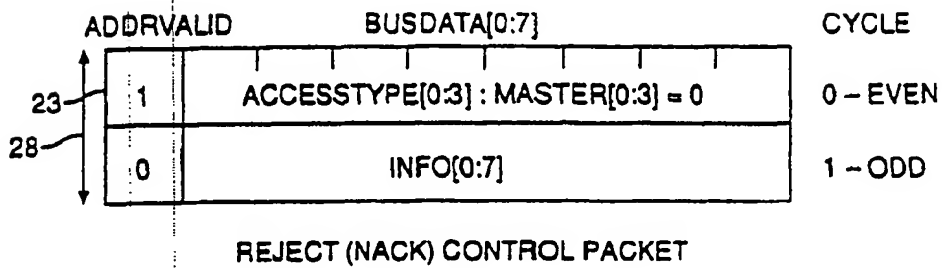 ADDRVALID BUSDATA[0:7] CYCLE
23 1 ACCESSTYPE[0:3] : MASTER[0:3] = 0 0 – EVEN
28 0 INFO[0:7] 1 – ODD
REJECT (NACK) CONTROL PACKET